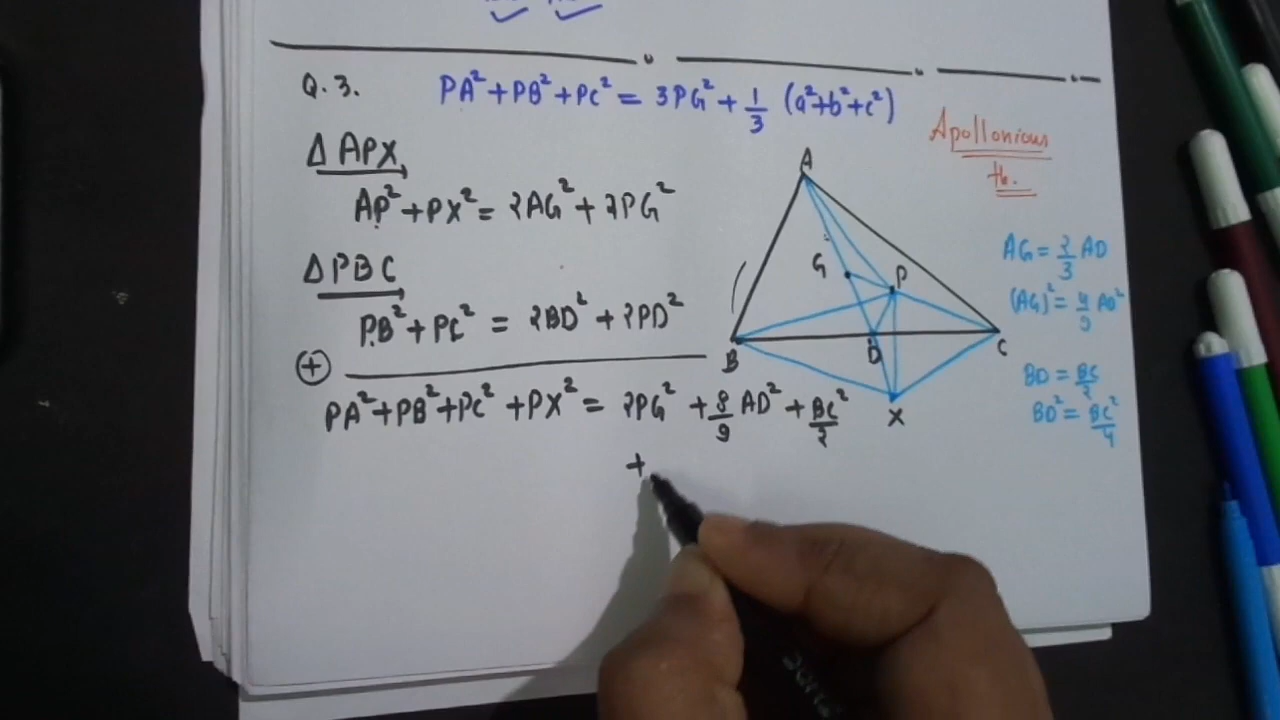 Q.3. PA²+PB²+PC² = 3PG² + 1/3 (a²+b²+c²)
Apollonious
th.
Δ APX
AP²+PX² = 2AG² + 2PG²
Δ PBC
PB² + PC² = 2BD² + 2PD²
⊕
PA²+PB²+PC² + PX² = 2PG² + 8/9 AD² + BC²/2
+
A
G
P
B
D
C
X
AG = 2/3 AD
(AG)² = 4/9 AD²
BD = BC/2
BD² = BC²/4